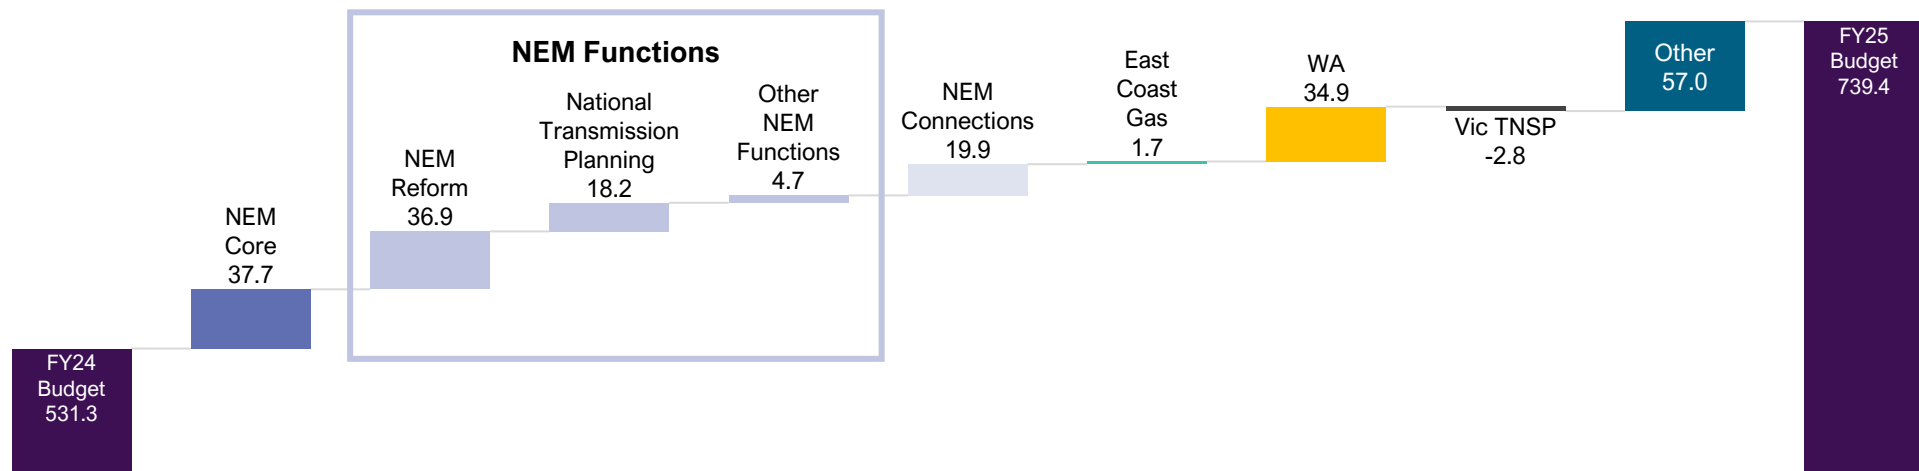 FY24
Budget
531.3
NEM
Core
37.7
NEM Functions
NEM
Reform
36.9
National
Transmission
Planning
18.2
Other
NEM
Functions
4.7
NEM
Connections
19.9
East
Coast
Gas
1.7
WA
34.9
Vic TNSP
-2.8
Other
57.0
FY25
Budget
739.4